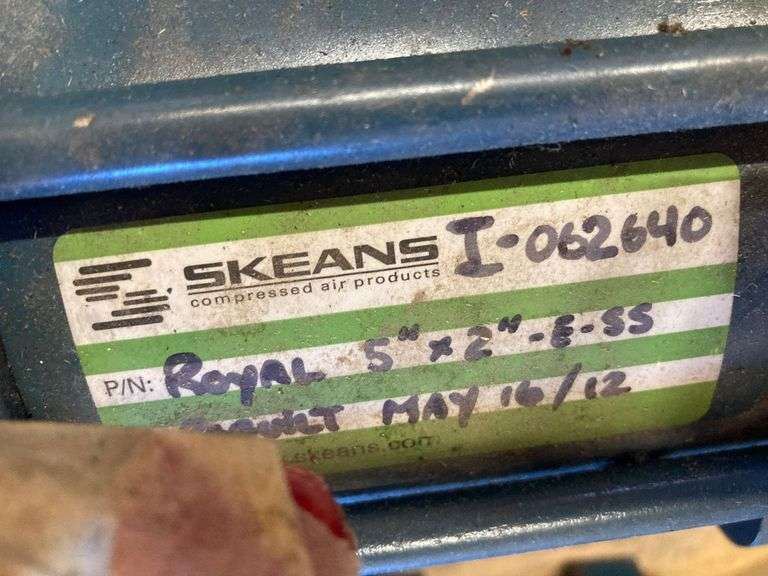 SKEANS I-062640
compressed air products
P/N: ROYAL 5" x 2" -E-SS
MAY 16/12
.skeans.com